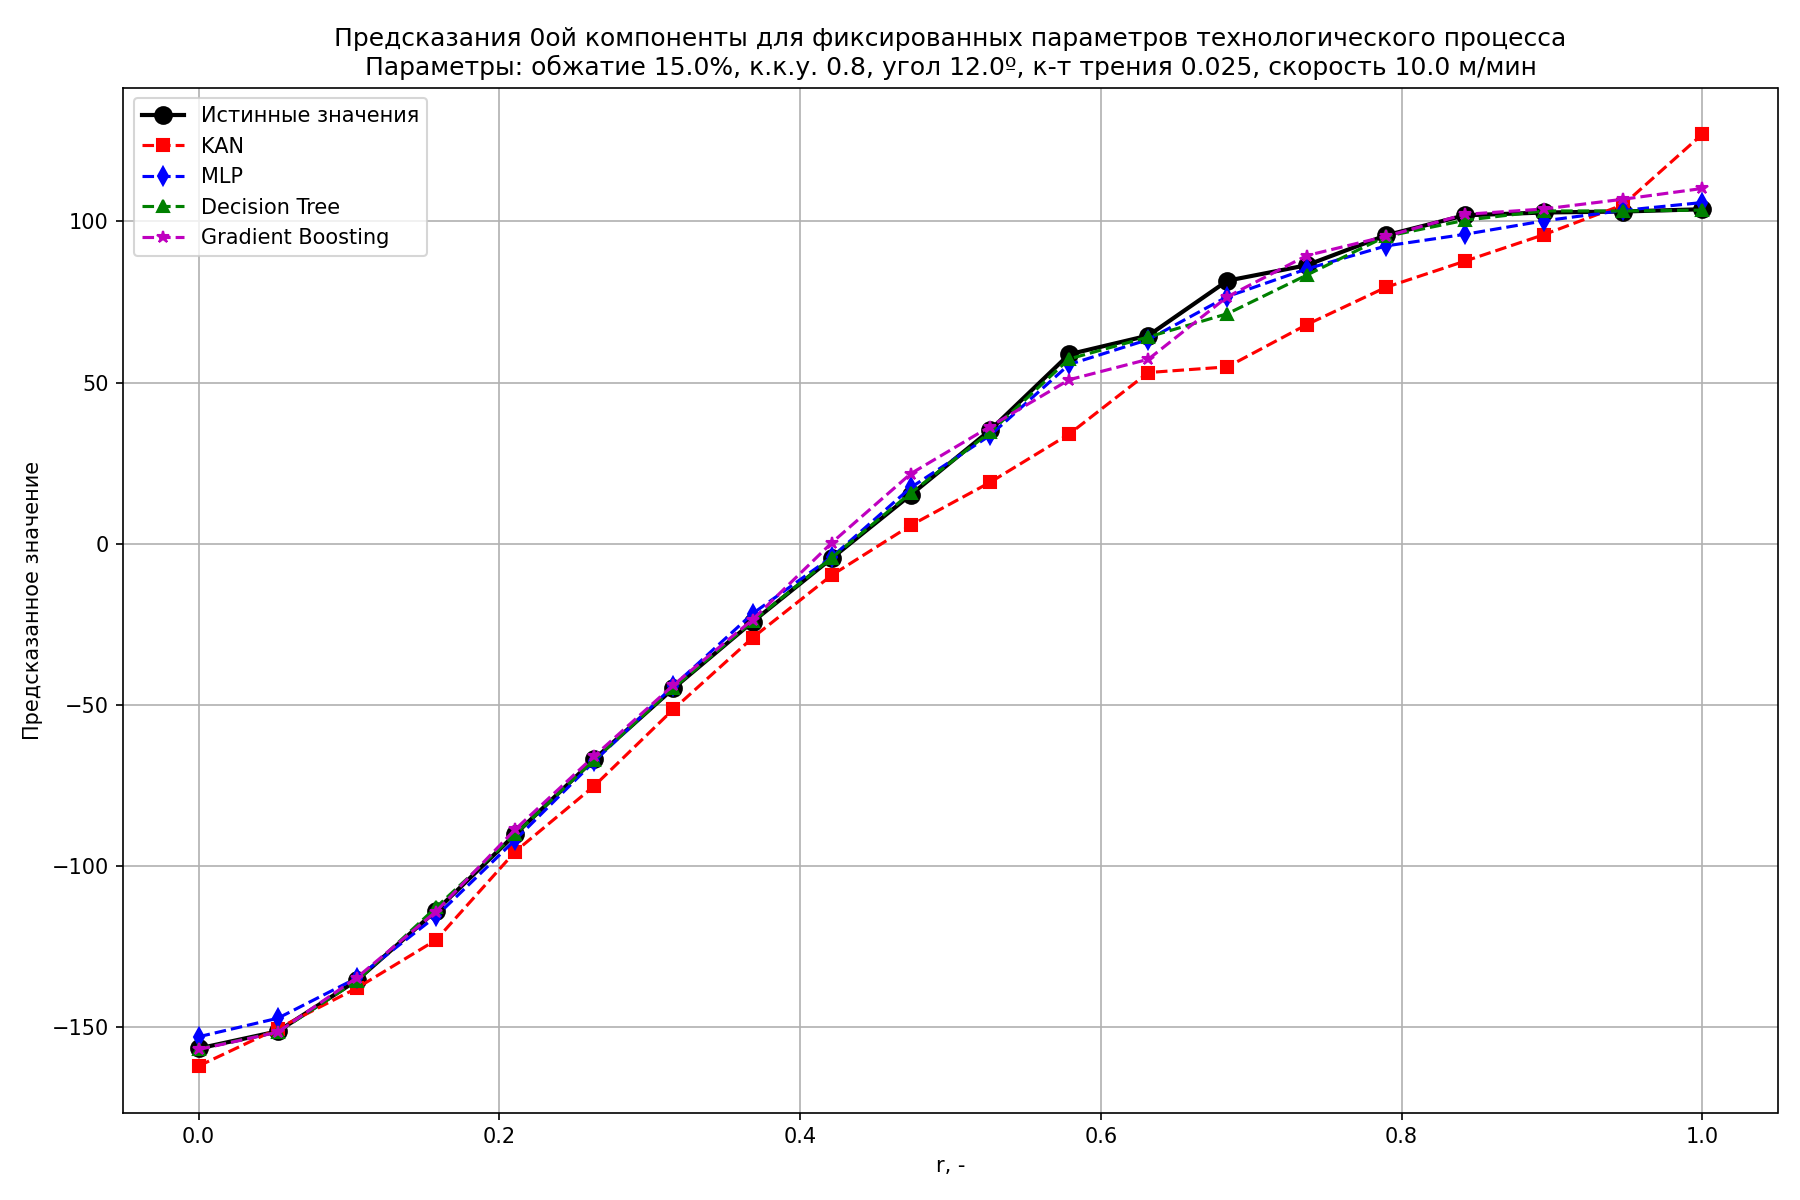 Предсказания 0ой компоненты для фиксированных параметров технологического процесса
Параметры: обжатие 15.0%, к.к.у. 0.8, угол 12.0º, к-т трения 0.025, скорость 10.0 м/мин
Истинные значения
KAN
MLP
Decision Tree
Gradient Boosting
Предсказанное значение
100
50
0
−50
−100
−150
0.0
0.2
0.4
0.6
0.8
1.0
r, -